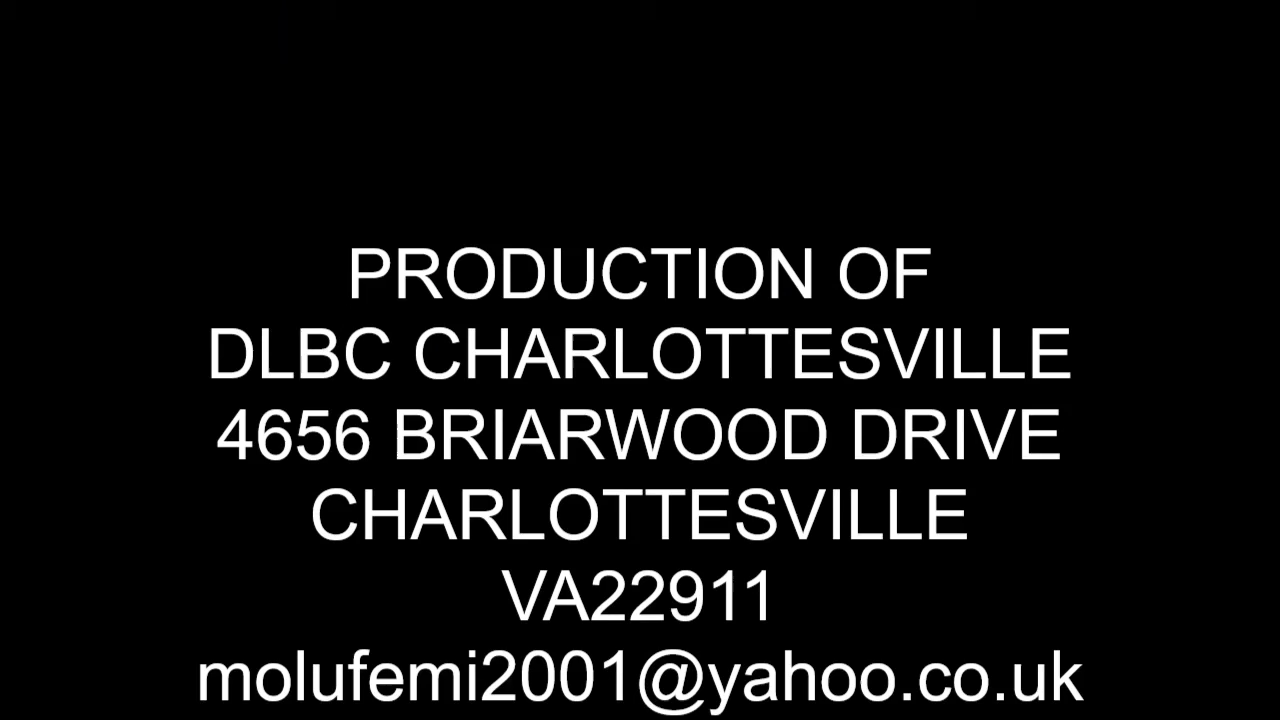 PRODUCTION OF
DLBC CHARLOTTESVILLE
4656 BRIARWOOD DRIVE
CHARLOTTESVILLE
VA22911
molufemi2001@yahoo.co.uk